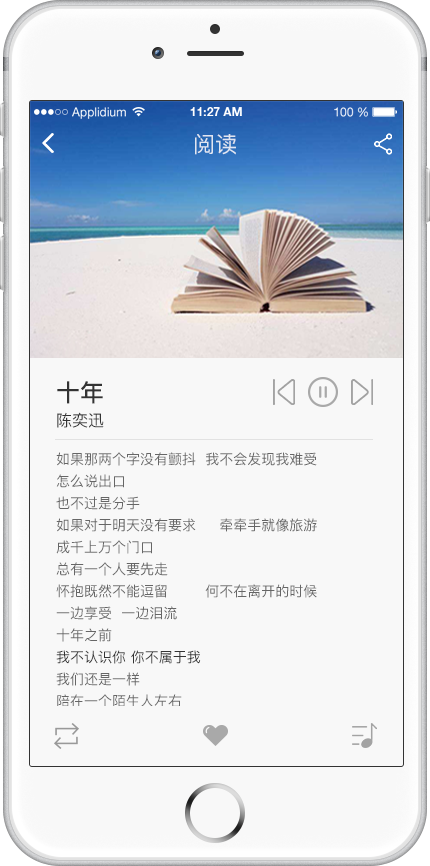 Applidium 11:27 AM 100 %
阅读
十年
陈奕迅
如果那两个字没有颤抖 我不会发现我难受
怎么说出口
也不过是分手
如果对于明天没有要求 牵牵手就像旅游
成千上万个门口
总有一个人要先走
怀抱既然不能逗留 何不在离开的时候
一边享受 一边泪流
十年之前
我不认识你 你不属于我
我们还是一样
陪在一个陌生人左右